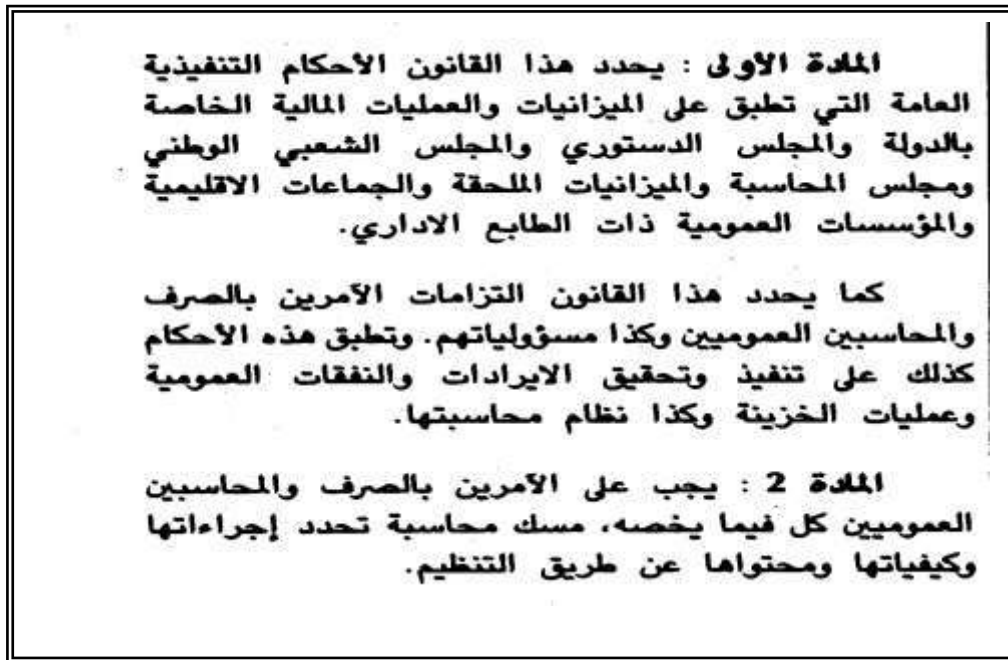 المادة الأولى : يحدد هذا القانون الأحكام التنفيذية
العامة التي تطبق على الميزانيات والعمليات المالية الخاصة
بالدولة والمجلس الدستوري والمجلس الشعبي الوطني
ومجلس المحاسبة والميزانيات الملحقة والجماعات الاقليمية
والمؤسسات العمومية ذات الطابع الاداري.
كما يحدد هذا القانون التزامات الآمرين بالصرف
والمحاسبين العموميين وكذا مسؤولياتهم. وتطبق هذه الأحكام
كذلك على تنفيذ وتحقيق الايرادات والنفقات العمومية
وعمليات الخزينة وكذا نظام محاسبتها.
المادة 2 : يجب على الآمرين بالصرف والمحاسبين
العموميين كل فيما يخصه، مسك محاسبة تحدد إجراءاتها
وكيفياتها ومحتواها عن طريق التنظيم.